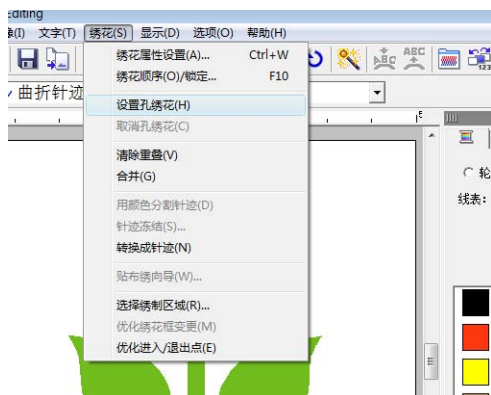 Editing
(I) 文字(T) 绣花(S) 显示(D) 选项(O) 帮助(H)
ABC ABC
123
曲折针迹
绣花属性设置(A)... Ctrl+W
绣花顺序(O)/锁定... F10
设置孔绣花(H)
取消孔绣花(C)
清除重叠(V)
合并(G)
用颜色分割针迹(D)
针迹冻结(S)...
转换成针迹(N)
贴布绣向导(W)...
选择绣制区域(R)...
优化绣花框变更(M)
优化进入/退出点(E)
轮
线表: